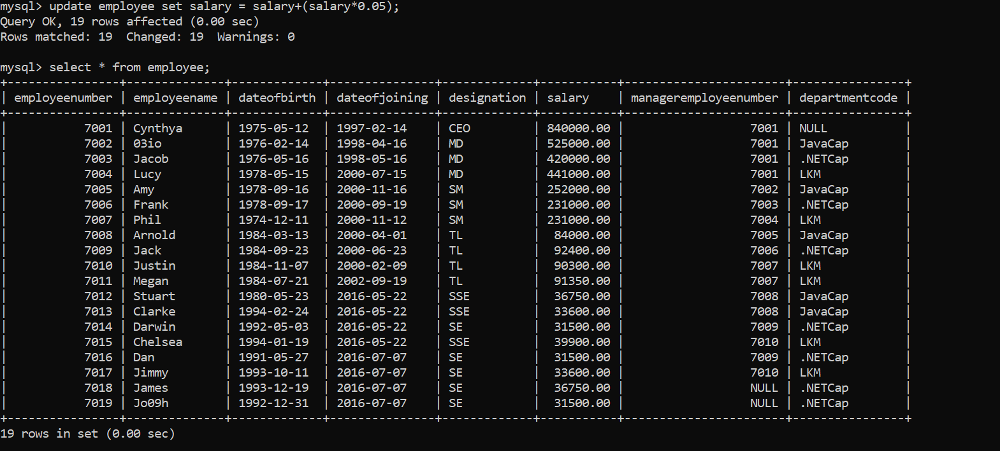 mysql> update employee set salary = salary+(salary*0.05);
Query OK, 19 rows affected (0.00 sec)
Rows matched: 19  Changed: 19  Warnings: 0
mysql> select * from employee;
+----------------+--------------+-------------+---------------+-------------+-----------+-----------------------+----------------+
| employeenumber | employeename | dateofbirth | dateofjoining | designation | salary    | manageremployeenumber | departmentcode |
+----------------+--------------+-------------+---------------+-------------+-----------+-----------------------+----------------+
|           7001 | Cynthya      | 1975-05-12  | 1997-02-14    | CEO         | 840000.00 |                  7001 | NULL           |
|           7002 | 03io         | 1976-02-14  | 1998-04-16    | MD          | 525000.00 |                  7001 | JavaCap        |
|           7003 | Jacob        | 1976-05-16  | 1998-05-16    | MD          | 420000.00 |                  7001 | .NETCap        |
|           7004 | Lucy         | 1978-05-15  | 2000-07-15    | MD          | 441000.00 |                  7001 | LKM            |
|           7005 | Amy          | 1978-09-16  | 2000-11-16    | SM          | 252000.00 |                  7002 | JavaCap        |
|           7006 | Frank        | 1978-09-17  | 2000-09-19    | SM          | 231000.00 |                  7003 | .NETCap        |
|           7007 | Phil         | 1974-12-11  | 2000-11-12    | SM          | 231000.00 |                  7004 | LKM            |
|           7008 | Arnold       | 1984-03-13  | 2000-04-01    | TL          |  84000.00 |                  7005 | JavaCap        |
|           7009 | Jack         | 1984-09-23  | 2000-06-23    | TL          |  92400.00 |                  7006 | .NETCap        |
|           7010 | Justin       | 1984-11-07  | 2000-02-09    | TL          |  90300.00 |                  7007 | LKM            |
|           7011 | Megan        | 1984-07-21  | 2002-09-19    | TL          |  91350.00 |                  7007 | LKM            |
|           7012 | Stuart       | 1980-05-23  | 2016-05-22    | SSE         |  36750.00 |                  7008 | JavaCap        |
|           7013 | Clarke       | 1994-02-24  | 2016-05-22    | SSE         |  33600.00 |                  7008 | JavaCap        |
|           7014 | Darwin       | 1992-05-03  | 2016-05-22    | SE          |  31500.00 |                  7009 | .NETCap        |
|           7015 | Chelsea      | 1994-01-19  | 2016-05-22    | SSE         |  39900.00 |                  7010 | LKM            |
|           7016 | Dan          | 1991-05-27  | 2016-07-07    | SE          |  31500.00 |                  7009 | .NETCap        |
|           7017 | Jimmy        | 1993-10-11  | 2016-07-07    | SE          |  33600.00 |                  7010 | LKM            |
|           7018 | James        | 1993-12-19  | 2016-07-07    | SE          |  36750.00 |                  NULL | .NETCap        |
|           7019 | Jo09h        | 1992-12-31  | 2016-07-07    | SE          |  31500.00 |                  NULL | .NETCap        |
+----------------+--------------+-------------+---------------+-------------+-----------+-----------------------+----------------+
19 rows in set (0.00 sec)